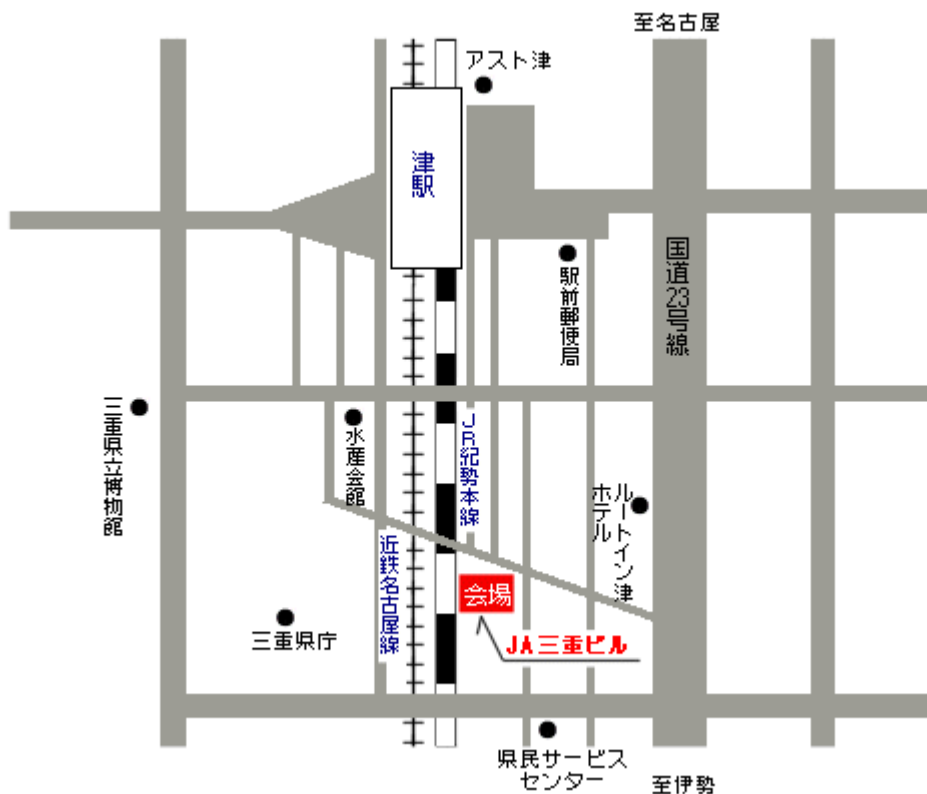 至名古屋
アスト津
津駅
国道23号線
駅前郵便局
三重県立博物館
水産会館
JR紀勢本線
ルートイン津
ホテル
近鉄名古屋線
会場
三重県庁
JA三重ビル
県民サービス
センター
至伊勢